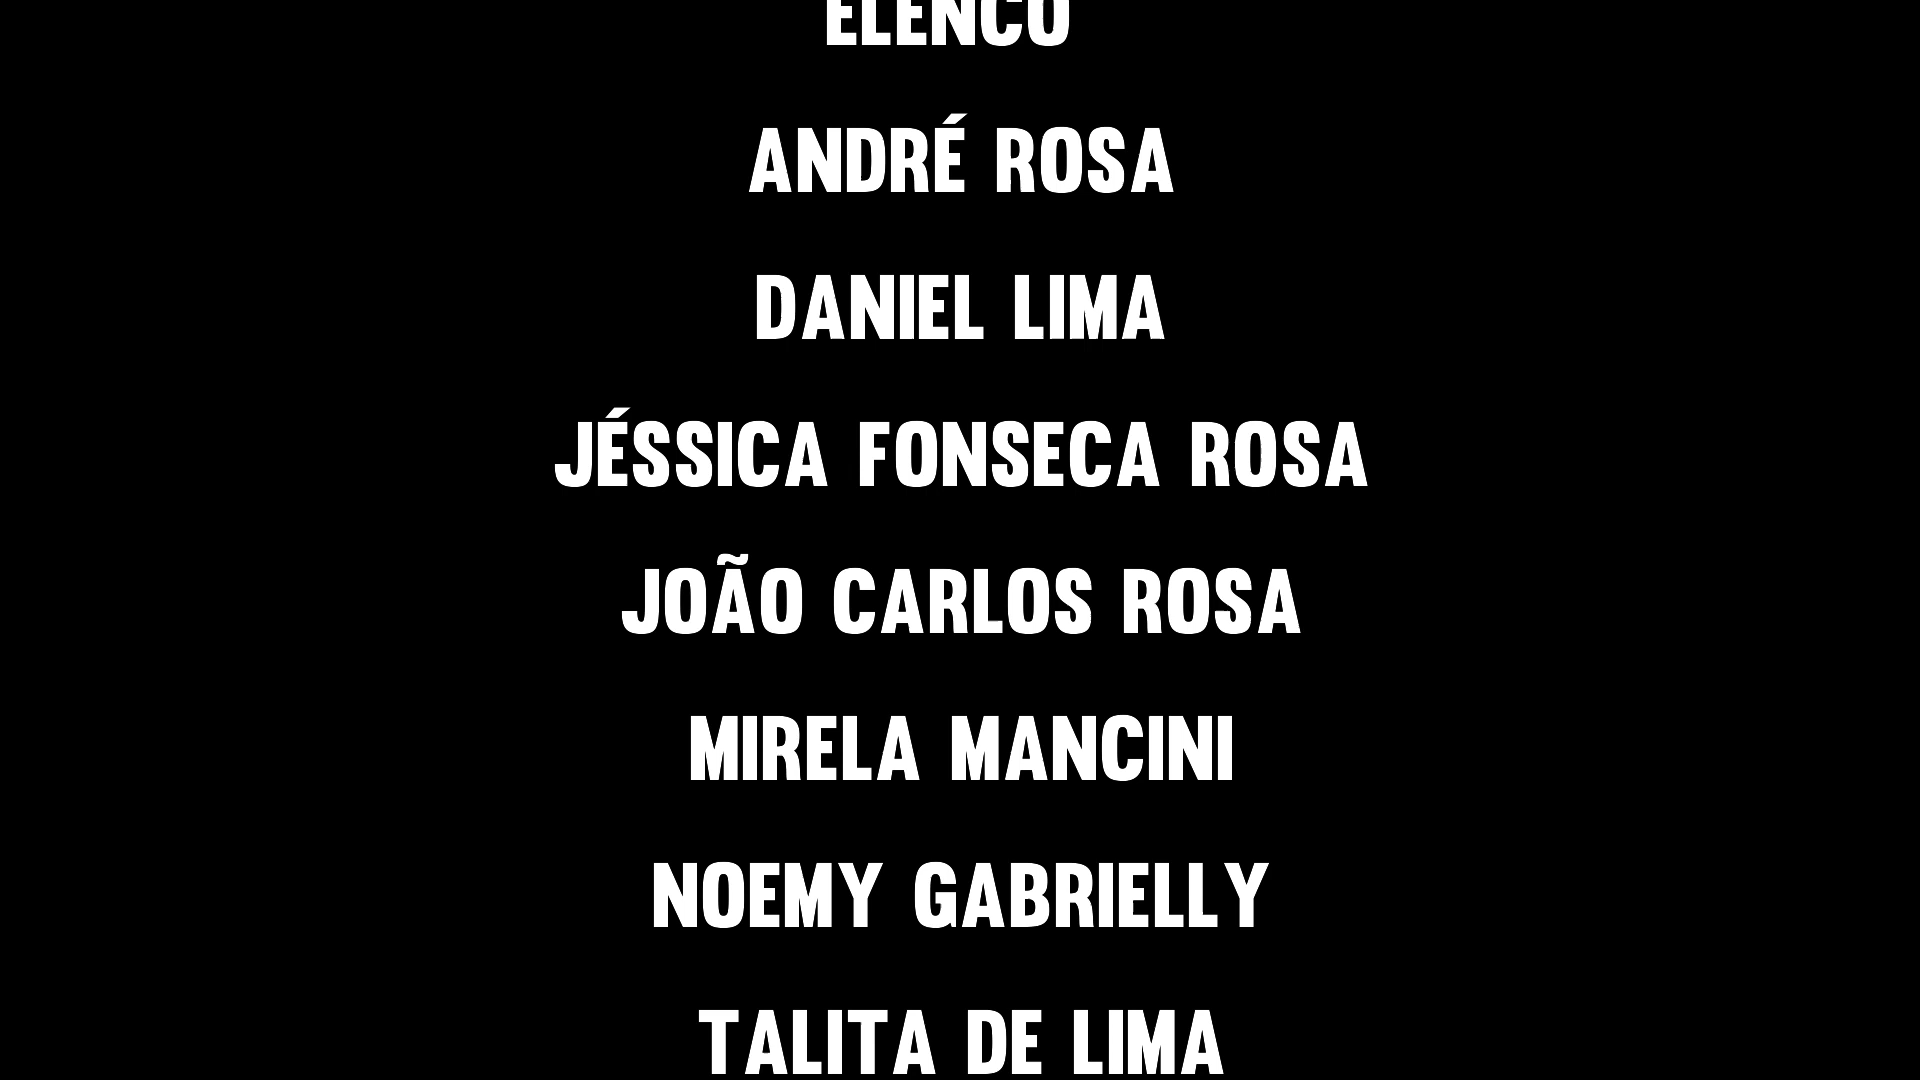 ELENCO
ANDRÉ ROSA
DANIEL LIMA
JÉSSICA FONSECA ROSA
JOÃO CARLOS ROSA
MIRELA MANCINI
NOEMY GABRIELLY
TALITA DE LIMA